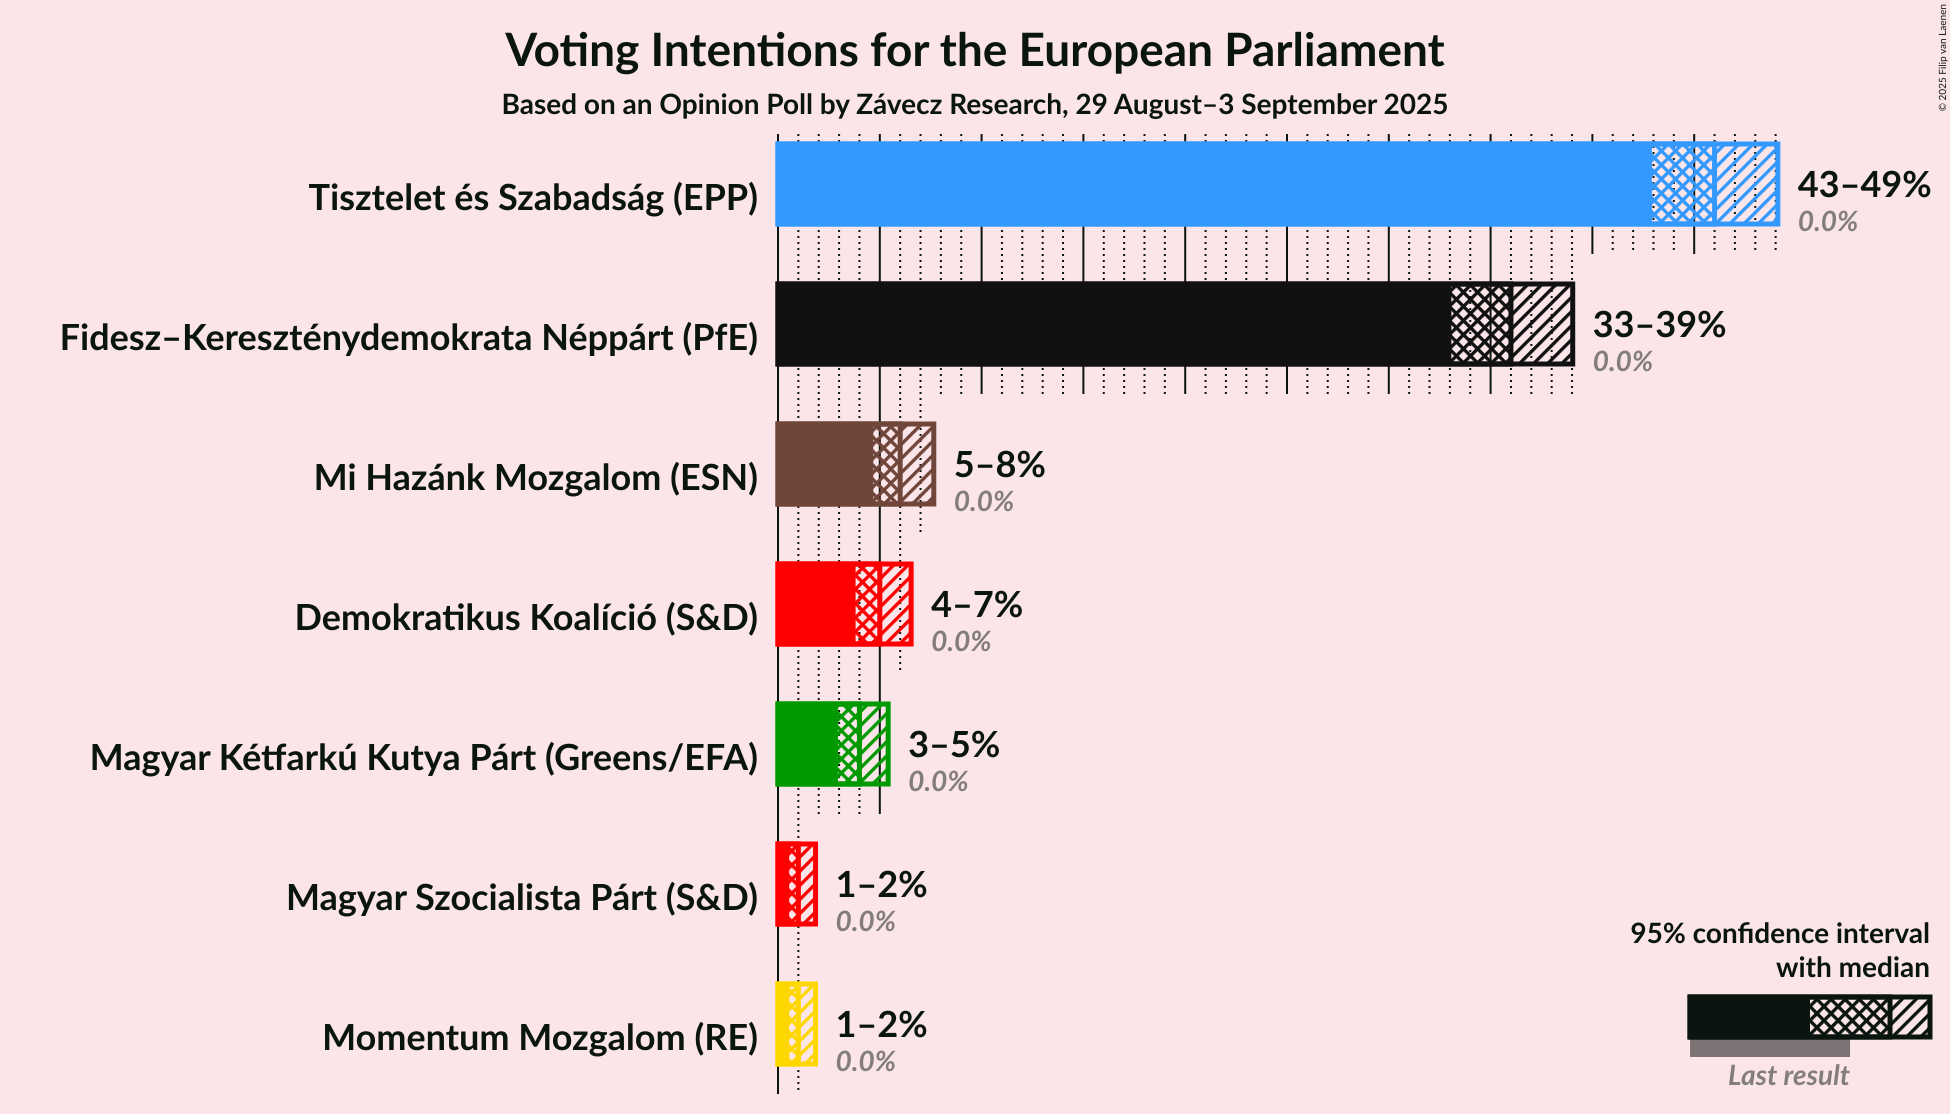 Voting Intentions for the European Parliament
Based on an Opinion Poll by Závecz Research, 29 August–3 September 2025
© 2025 Filip van Laenen
Tisztelet és Szabadság (EPP)
43–49%
0.0%
Fidesz–Kereszténydemokrata Néppárt (PfE)
33–39%
0.0%
Mi Hazánk Mozgalom (ESN)
5–8%
0.0%
Demokratikus Koalíció (S&D)
4–7%
0.0%
Magyar Kétfarkú Kutya Párt (Greens/EFA)
3–5%
0.0%
Magyar Szocialista Párt (S&D)
1–2%
0.0%
Momentum Mozgalom (RE)
1–2%
0.0%
95% confidence interval
with median
Last result